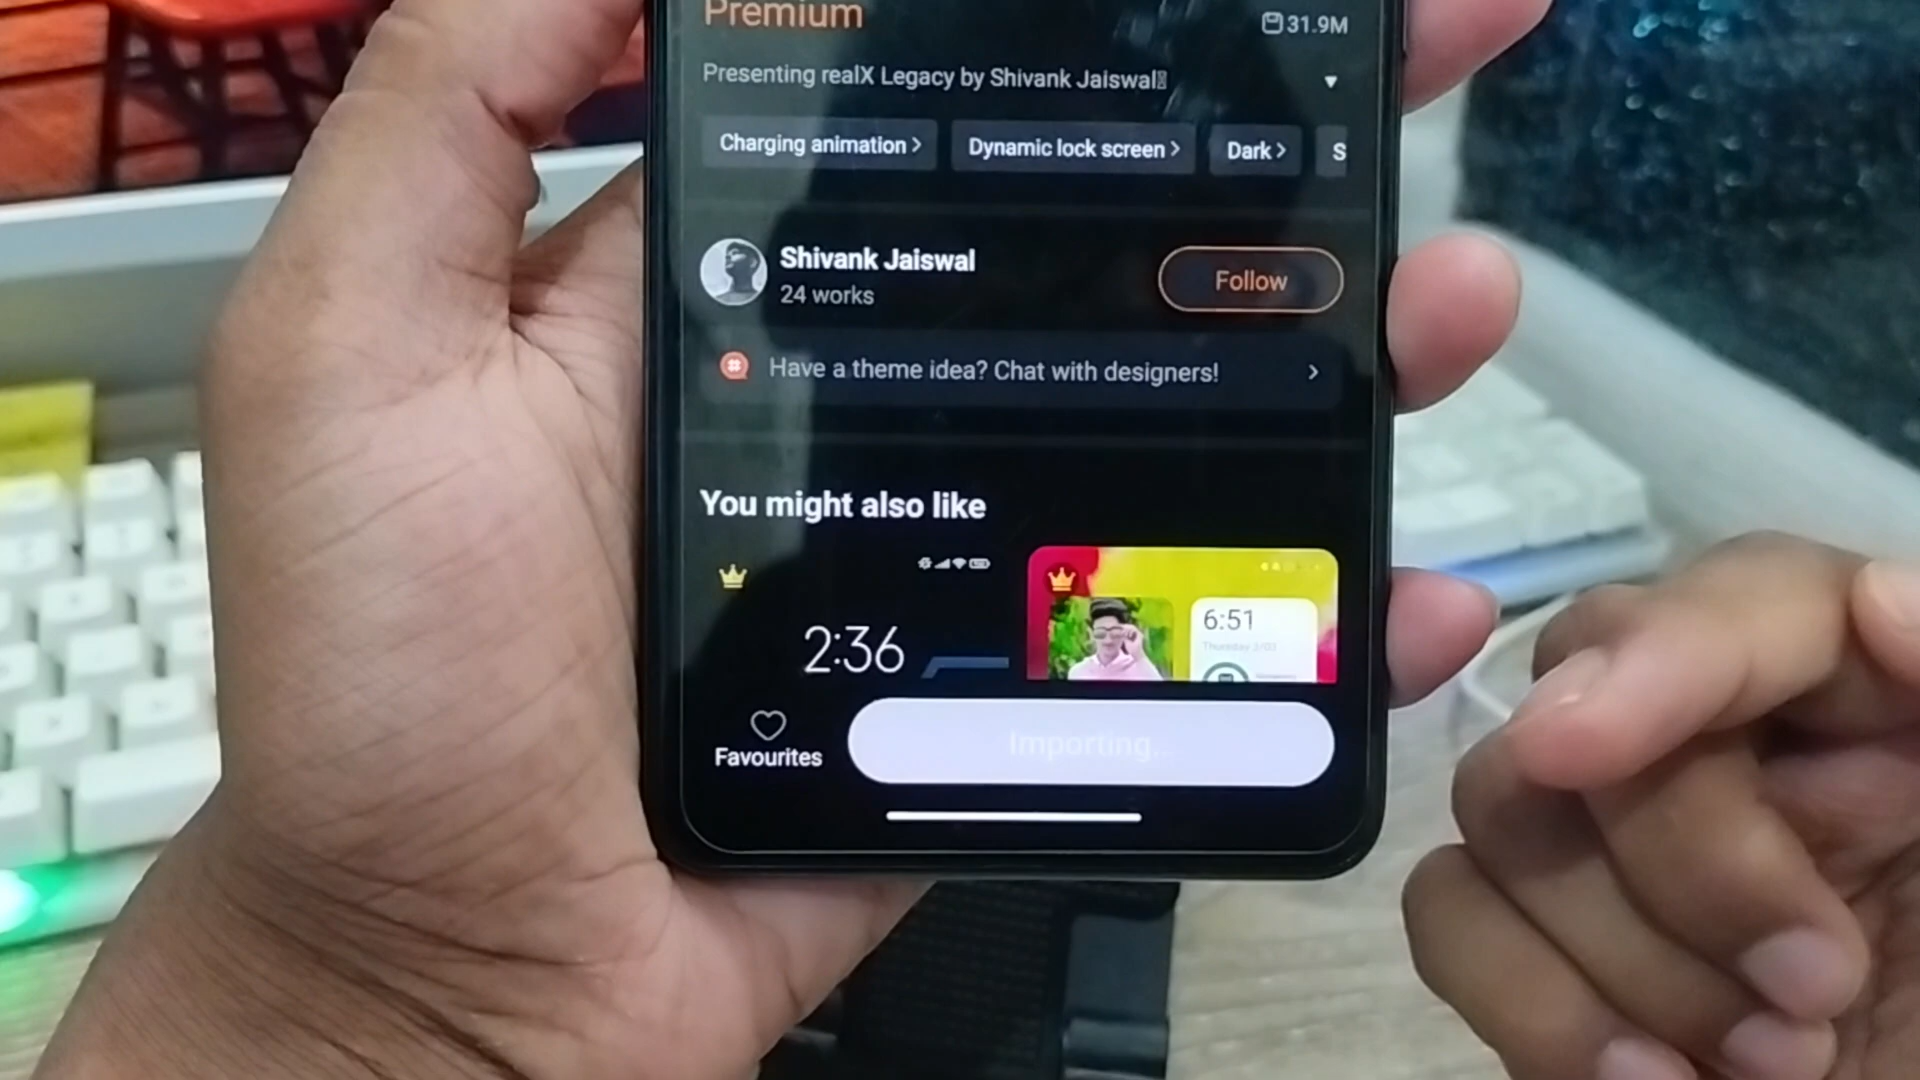 Premium
31.9M
Presenting realX Legacy by Shivank Jaiswal
Charging animation >
Dynamic lock screen >
Dark >
S
Shivank Jaiswal
24 works
Follow
# Have a theme idea? Chat with designers! >
You might also like
2:36
6:51
Favourites
Importing...